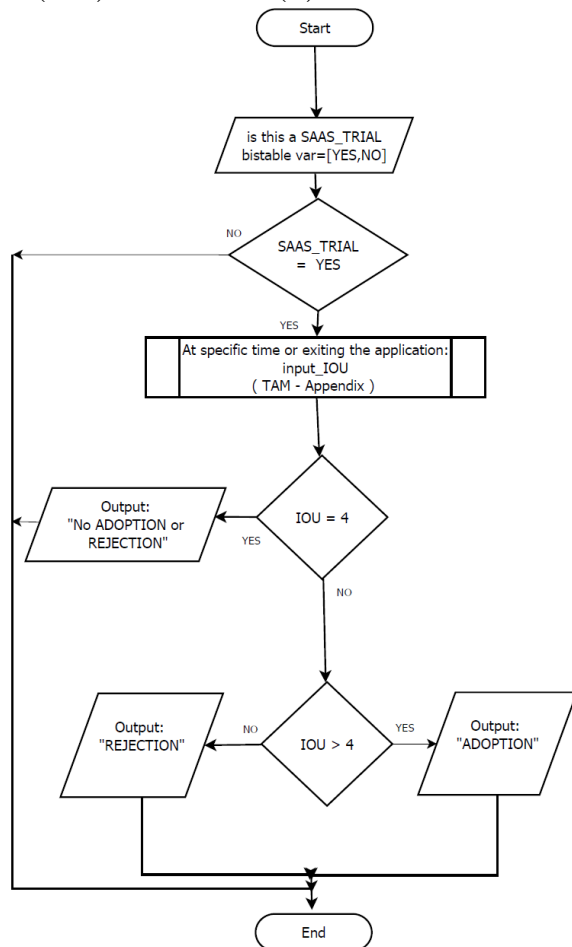 Start
is this a SAAS_TRIAL
bistable var=[YES,NO]
NO
SAAS_TRIAL
= YES
YES
At specific time or exiting the application:
input_IOU
( TAM - Appendix )
Output:
"No ADOPTION or
REJECTION"
YES
IOU = 4
NO
Output:
"REJECTION"
NO
IOU > 4
YES
Output:
"ADOPTION"
End